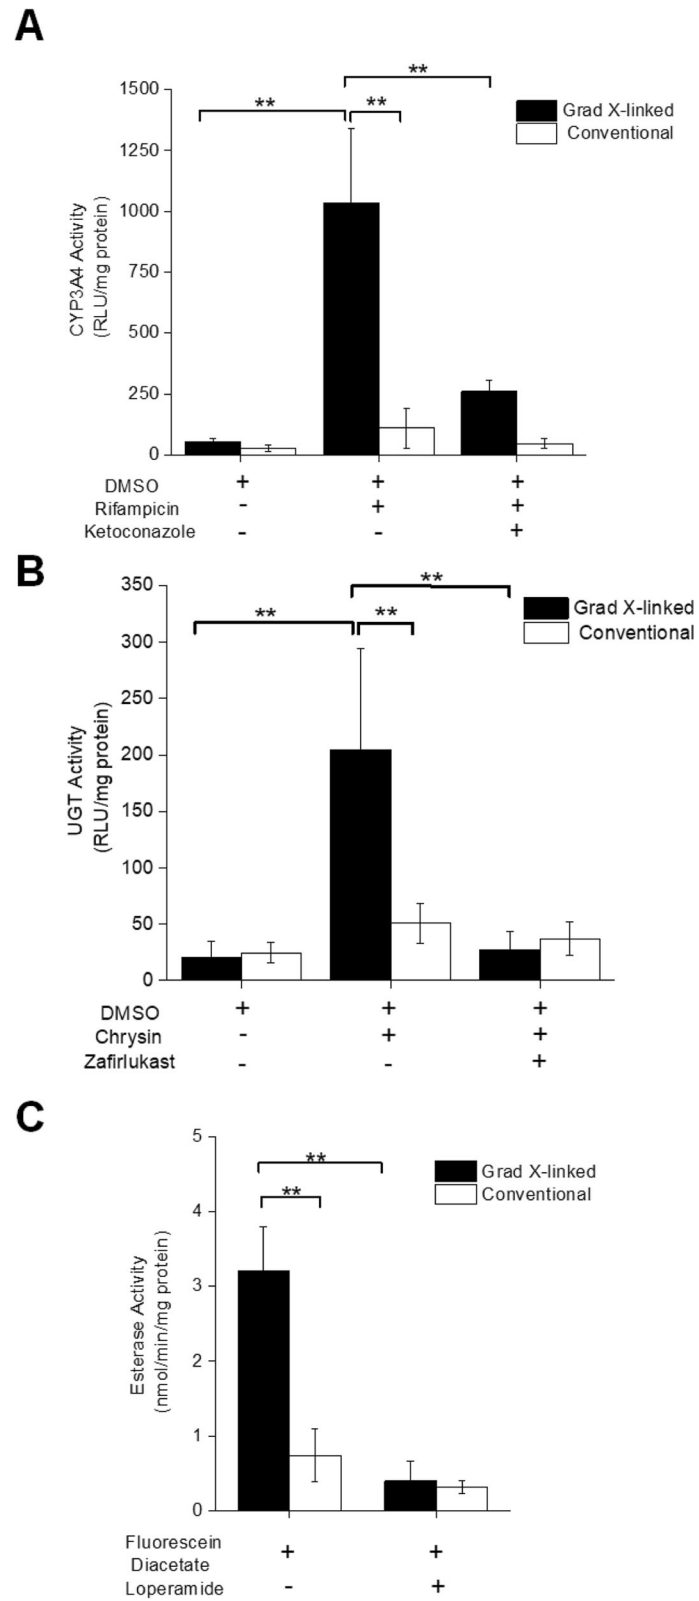 A
**
** **
1500
1250
1000
750
500
250
0
CYP3A4 Activity
(RLU/mg protein)
Grad X-linked
Conventional
DMSO + + +
Rifampicin - + +
Ketoconazole - - +
B
**
** **
350
300
250
200
150
100
50
0
UGT Activity
(RLU/mg protein)
Grad X-linked
Conventional
DMSO + + +
Chrysin - + +
Zafirlukast - - +
C
**
**
5
4
3
2
1
0
Esterase Activity
(nmol/min/mg protein)
Grad X-linked
Conventional
Fluorescein
Diacetate + +
Loperamide - +